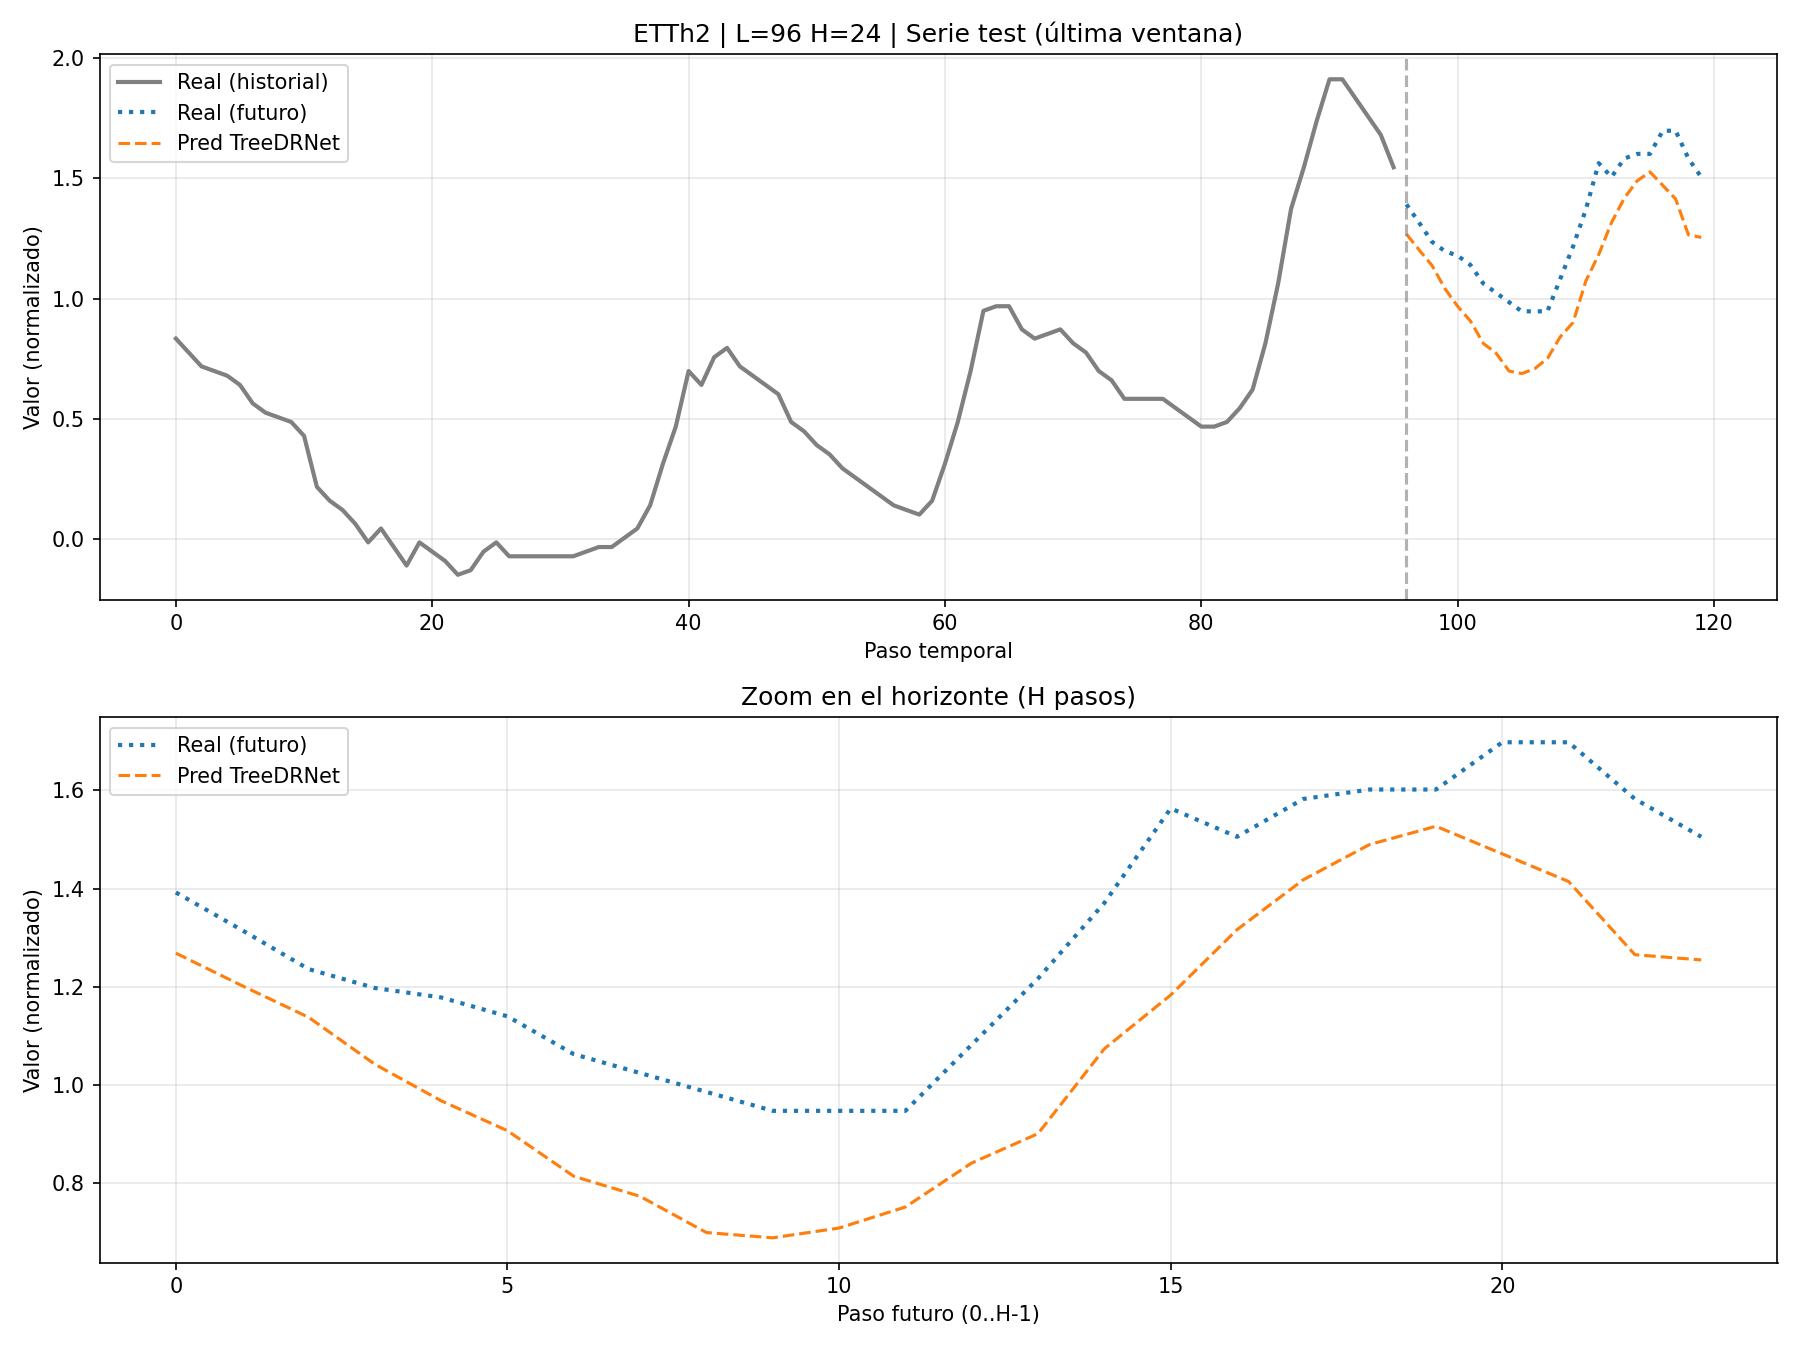 ETTh2 | L=96 H=24 | Serie test (última ventana)
Valor (normalizado)
2.0
1.5
1.0
0.5
0.0
Real (historial)
Real (futuro)
Pred TreeDRNet
0 20 40 60 80 100 120
Paso temporal
Zoom en el horizonte (H pasos)
Valor (normalizado)
1.6
1.4
1.2
1.0
0.8
Real (futuro)
Pred TreeDRNet
0 5 10 15 20
Paso futuro (0..H-1)